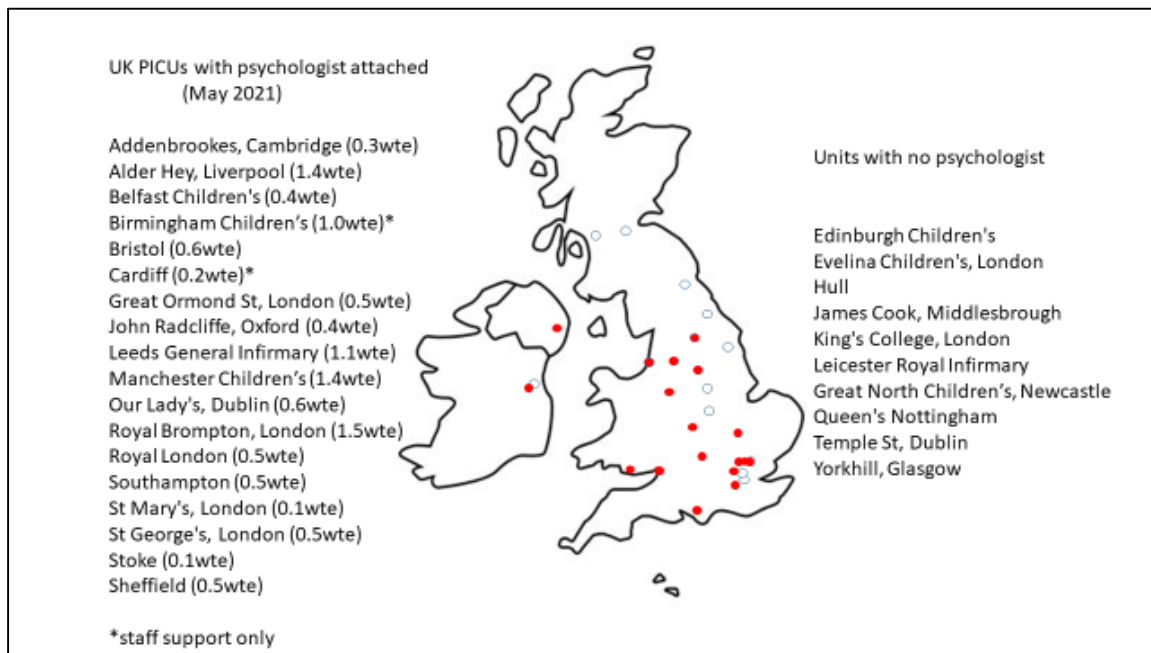 UK PICUs with psychologist attached
(May 2021)
Addenbrookes, Cambridge (0.3wte)
Alder Hey, Liverpool (1.4wte)
Belfast Children's (0.4wte)
Birmingham Children’s (1.0wte)*
Bristol (0.6wte)
Cardiff (0.2wte)*
Great Ormond St, London (0.5wte)
John Radcliffe, Oxford (0.4wte)
Leeds General Infirmary (1.1wte)
Manchester Children’s (1.4wte)
Our Lady's, Dublin (0.6wte)
Royal Brompton, London (1.5wte)
Royal London (0.5wte)
Southampton (0.5wte)
St Mary's, London (0.1wte)
St George's, London (0.5wte)
Stoke (0.1wte)
Sheffield (0.5wte)
*staff support only
Units with no psychologist
Edinburgh Children's
Evelina Children's, London
Hull
James Cook, Middlesbrough
King's College, London
Leicester Royal Infirmary
Great North Children’s, Newcastle
Queen's Nottingham
Temple St, Dublin
Yorkhill, Glasgow